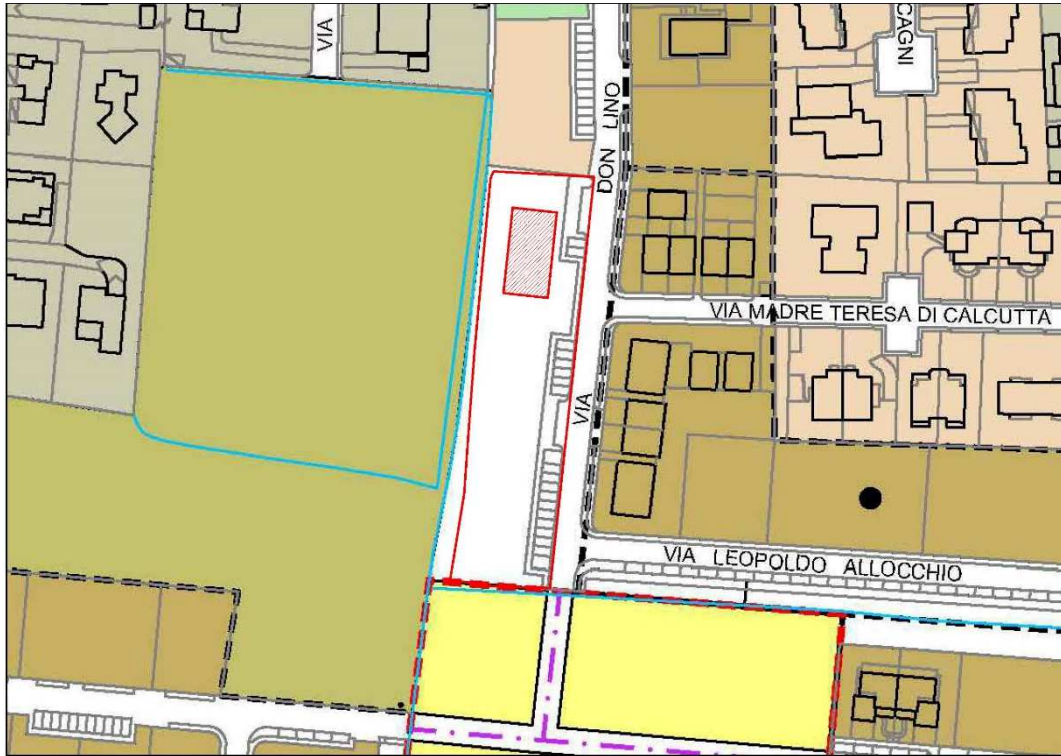 VIA
CAGNI
VIA DON LINO
VIA MADRE TERESA DI CALCUTTA
VIA LEOPOLDO ALLOCCHIO